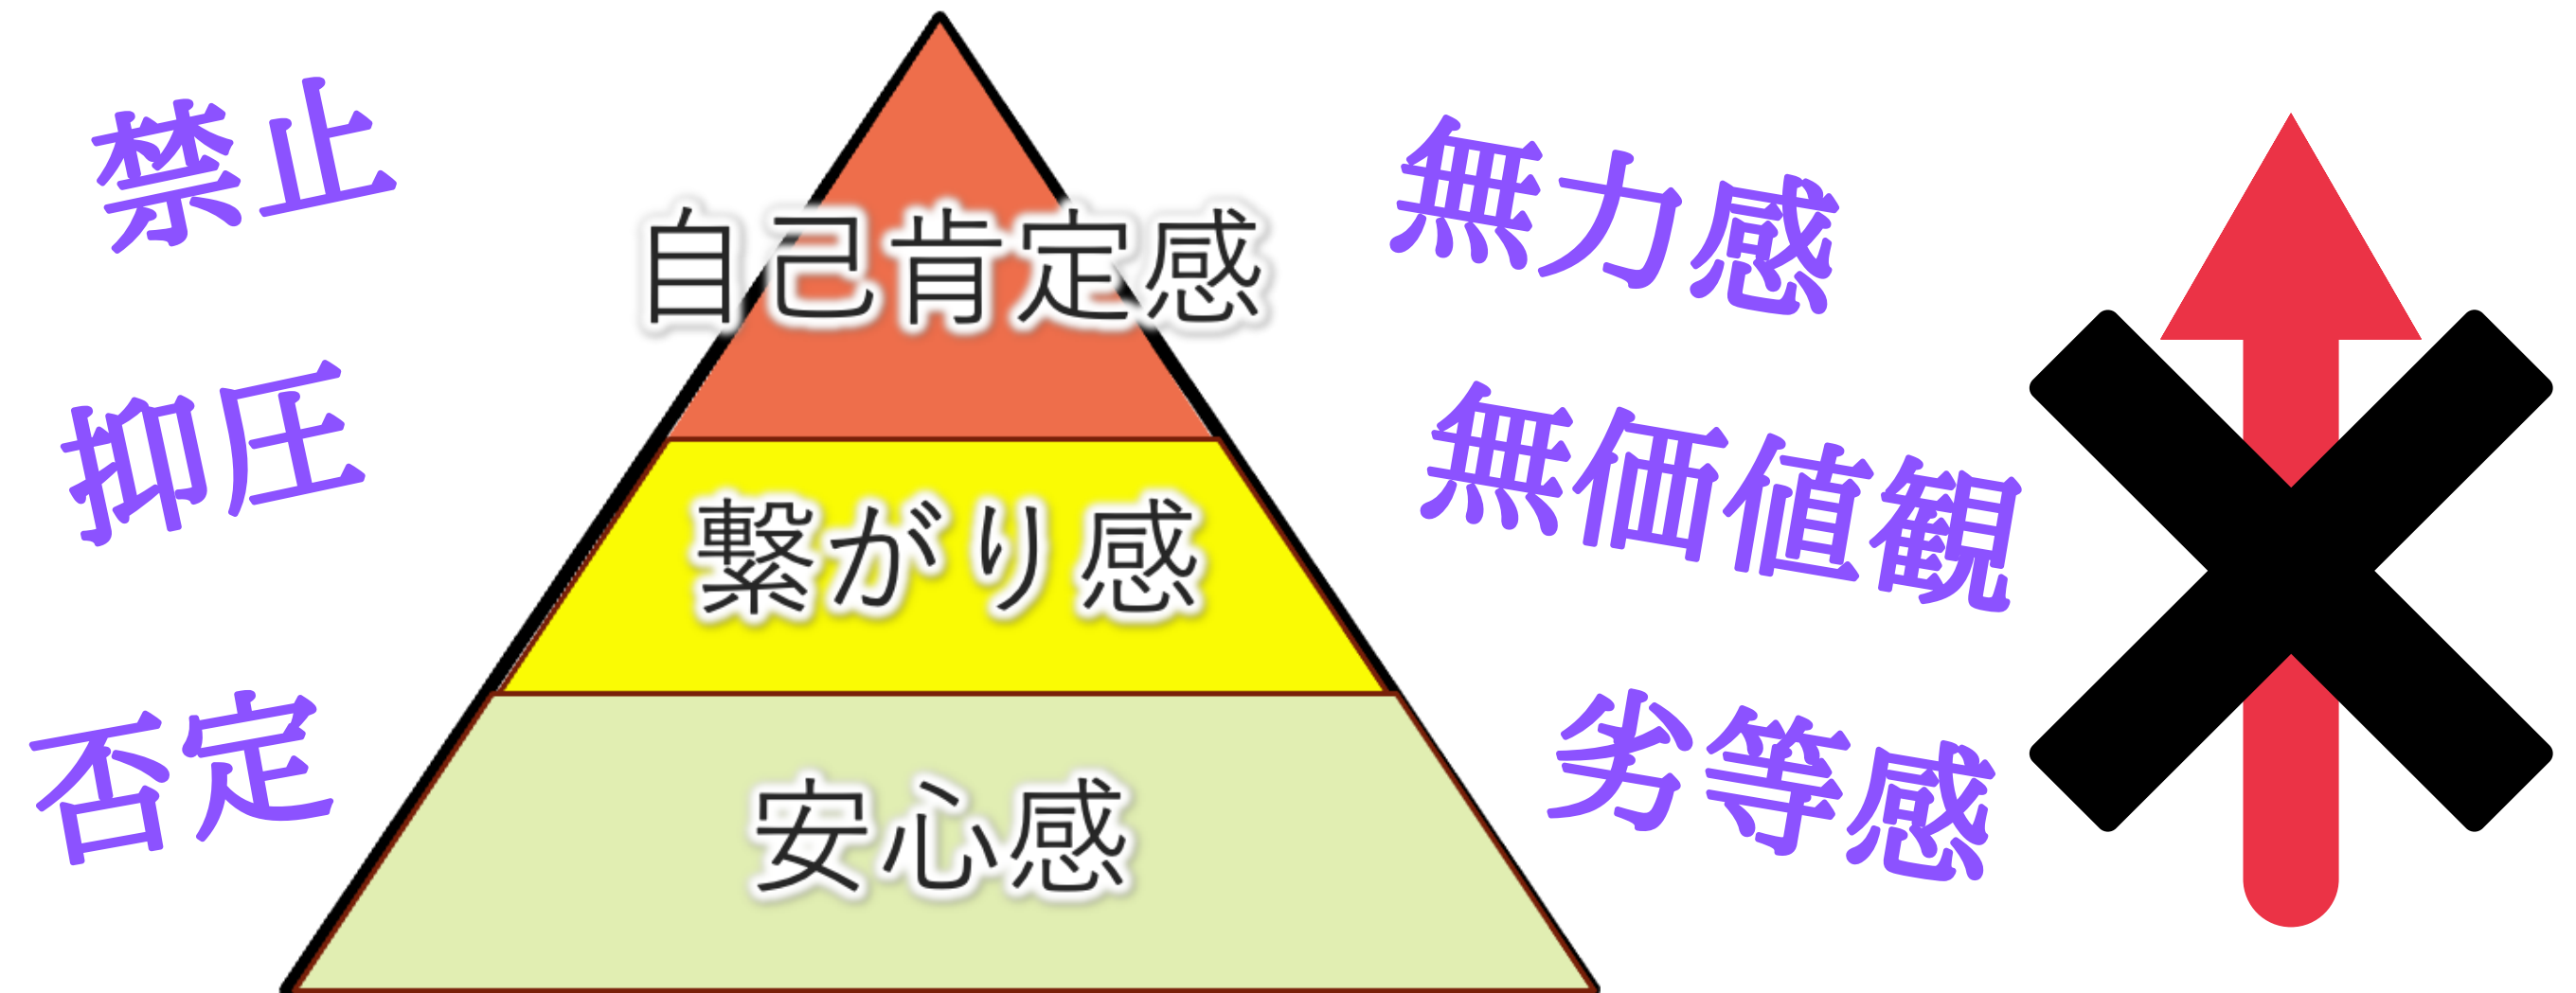 禁止
抑圧
否定
自己肯定感
繋がり感
安心感
無力感
無価値観
劣等感